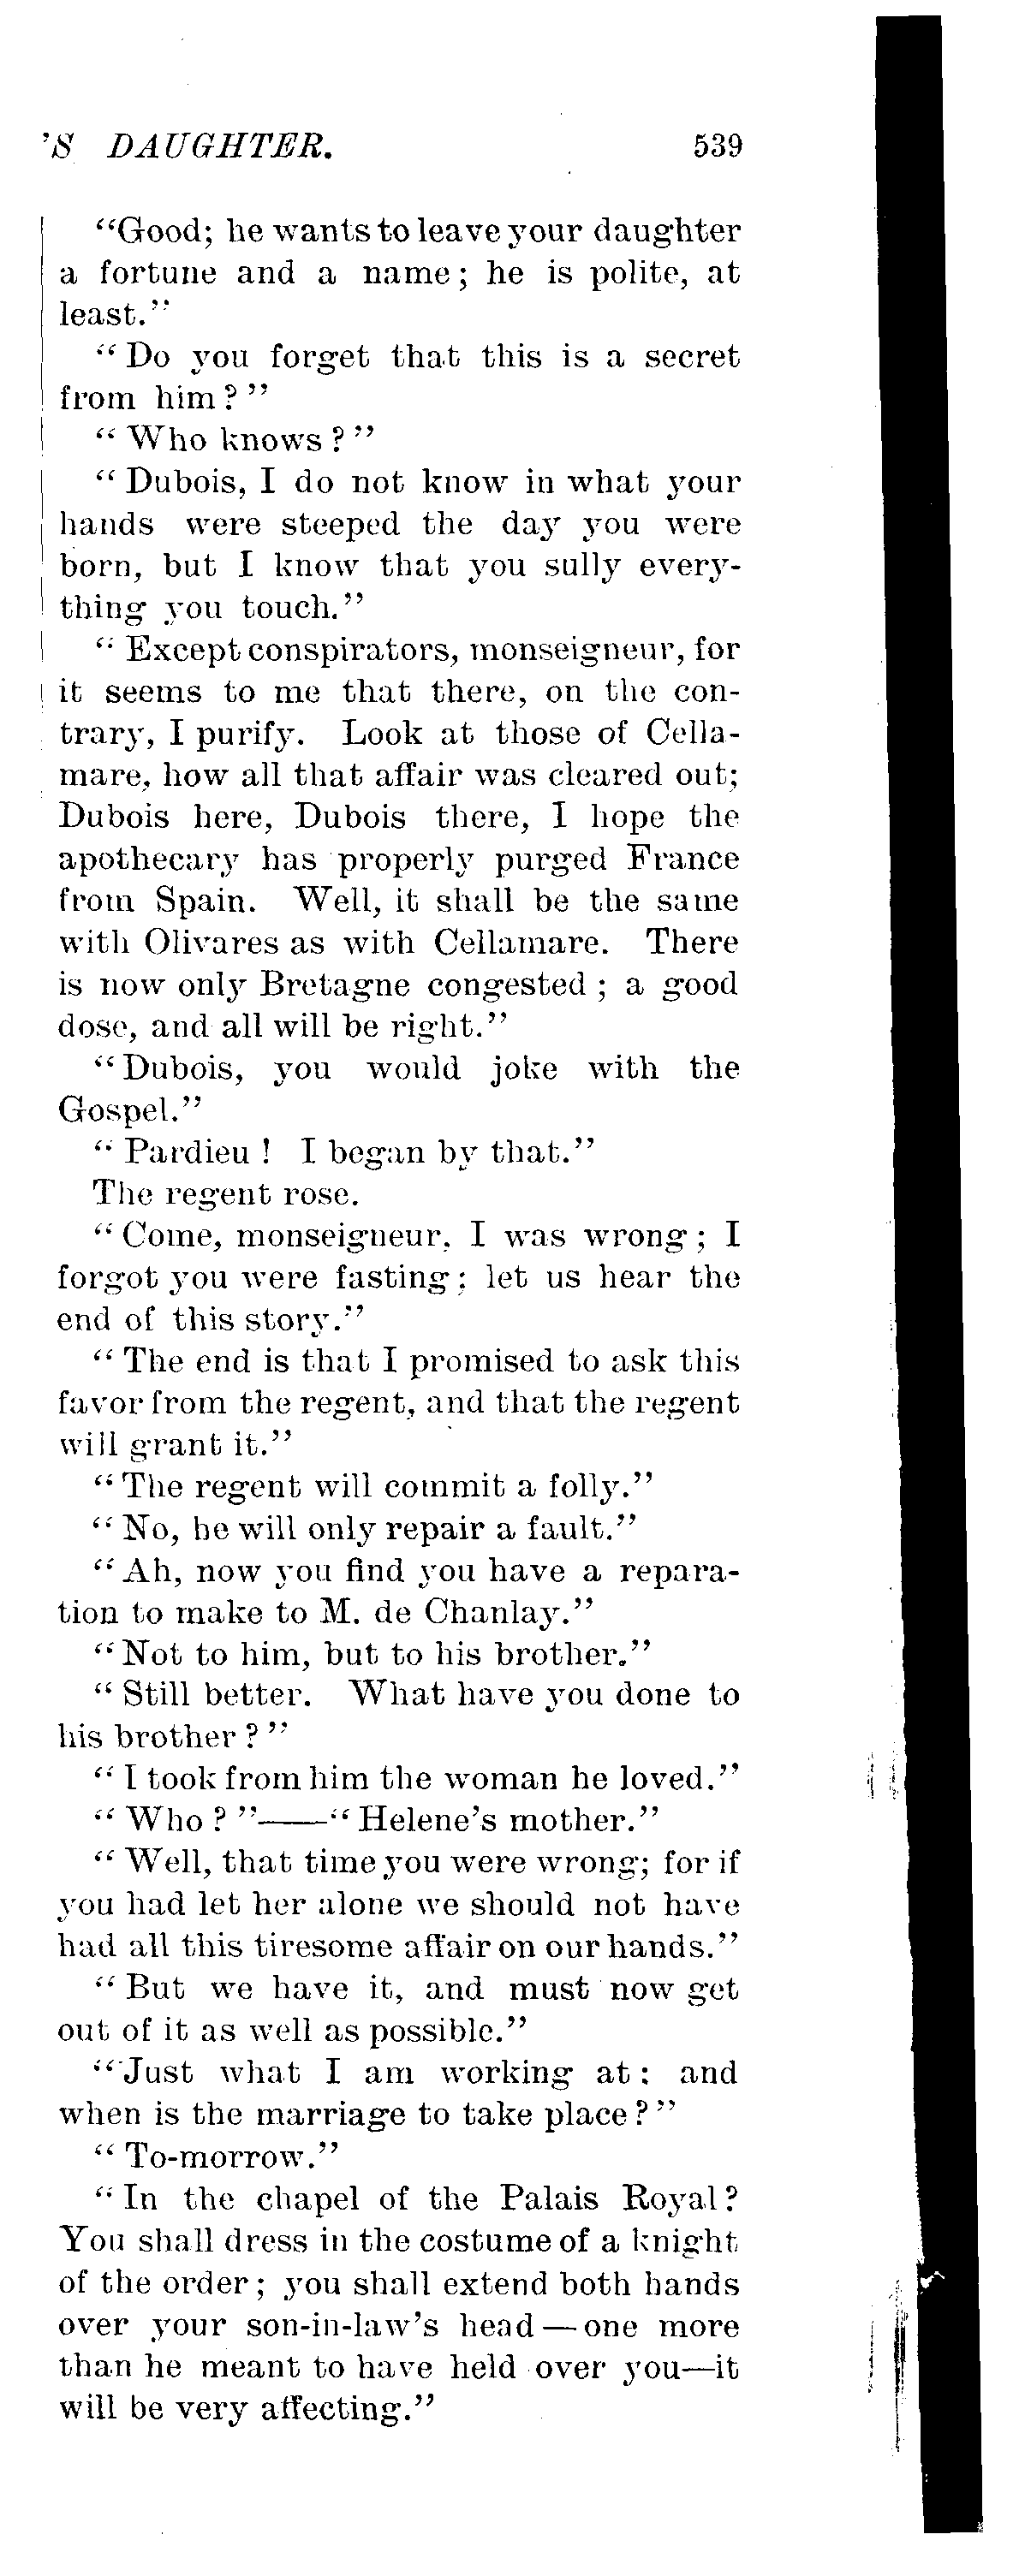 'S DAUGHTER. 539
"Good; he wants to leave your daughter
a fortune and a name; he is polite, at
least."
"Do you forget that this is a secret
from him?"
"Who knows?"
"Dubois, I do not know in what your
hands were steeped the day you were
born, but I know that you sully every-
thing you touch."
"Except conspirators, monseigneur, for
it seems to me that there, on the con-
trary, I purify. Look at those of Cella-
mare, how all that affair was cleared out;
Dubois here, Dubois there, I hope the
apothecary has properly purged France
from Spain. Well, it shall be the same
with Olivares as with Cellamare. There
is now only Bretagne congested; a good
dose, and all will be right."
"Dubois, you would joke with the
Gospel."
"Pardieu! I began by that."
The regent rose.
"Come, monseigneur, I was wrong; I
forgot you were fasting; let us hear the
end of this story."
"The end is that I promised to ask this
favor from the regent, and that the regent
will grant it."
"The regent will commit a folly."
"No, he will only repair a fault."
"Ah, now you find you have a repara-
tion to make to M. de Chanlay."
"Not to him, but to his brother."
"Still better. What have you done to
his brother?"
"I took from him the woman he loved."
"Who?"——"Helene's mother."
"Well, that time you were wrong; for if
you had let her alone we should not have
had all this tiresome affair on our hands."
"But we have it, and must now get
out of it as well as possible."
"Just what I am working at: and
when is the marriage to take place?"
"To-morrow."
"In the chapel of the Palais Royal?
You shall dress in the costume of a knight
of the order; you shall extend both hands
over your son-in-law's head—one more
than he meant to have held over you—it
will be very affecting."